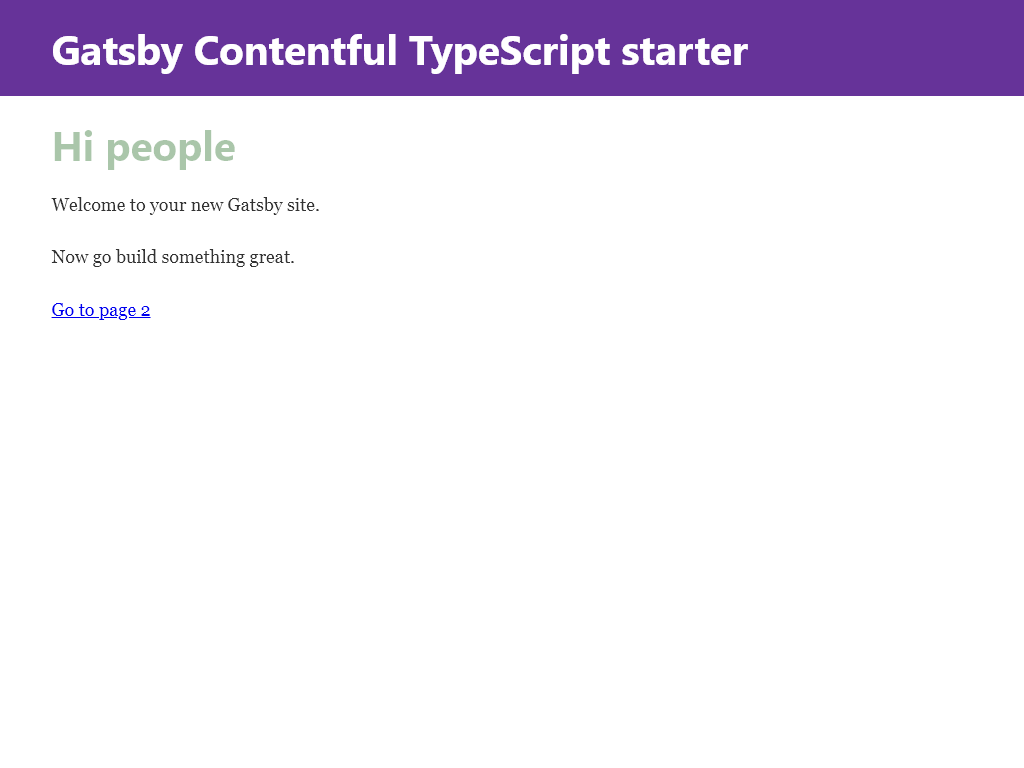 Gatsby Contentful TypeScript starter
Hi people
Welcome to your new Gatsby site.
Now go build something great.
Go to page 2